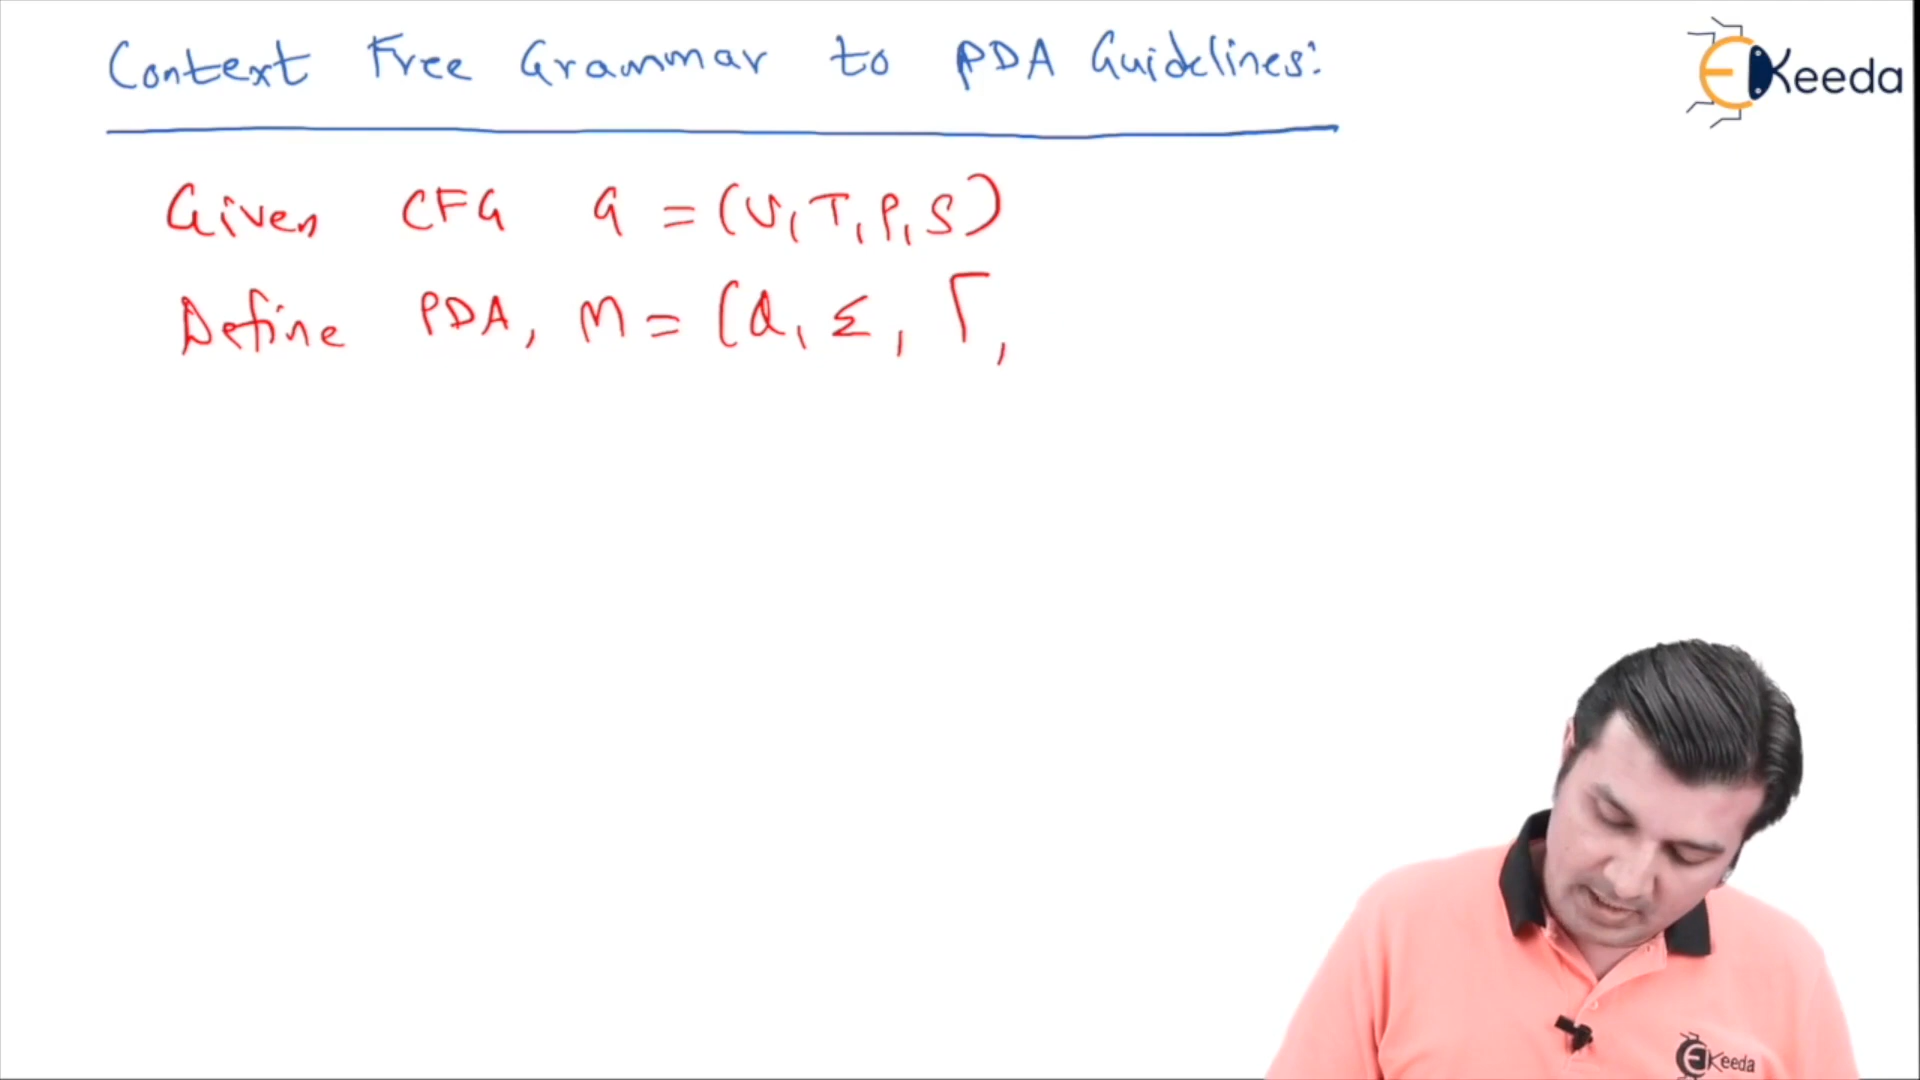 Context Free Grammar to PDA Guidelines:
EKeeda
Given CFG G = (V, T, P, S)
Define PDA, M = (Q, Σ, Γ,
EKeeda